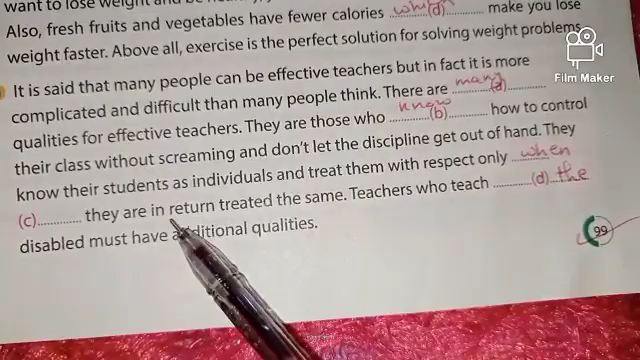 want to lose weight and be
Also, fresh fruits and vegetables have fewer calories which (d) make you lose
weight faster. Above all, exercise is the perfect solution for solving weight problems
It is said that many people can be effective teachers but in fact it is more
complicated and difficult than many people think. There are many (a)
qualities for effective teachers. They are those who know (b) how to control
their class without screaming and don't let the discipline get out of hand. They
know their students as individuals and treat them with respect only when
(c) they are in return treated the same. Teachers who teach (d) the
disabled must have additional qualities.
99
Film Maker